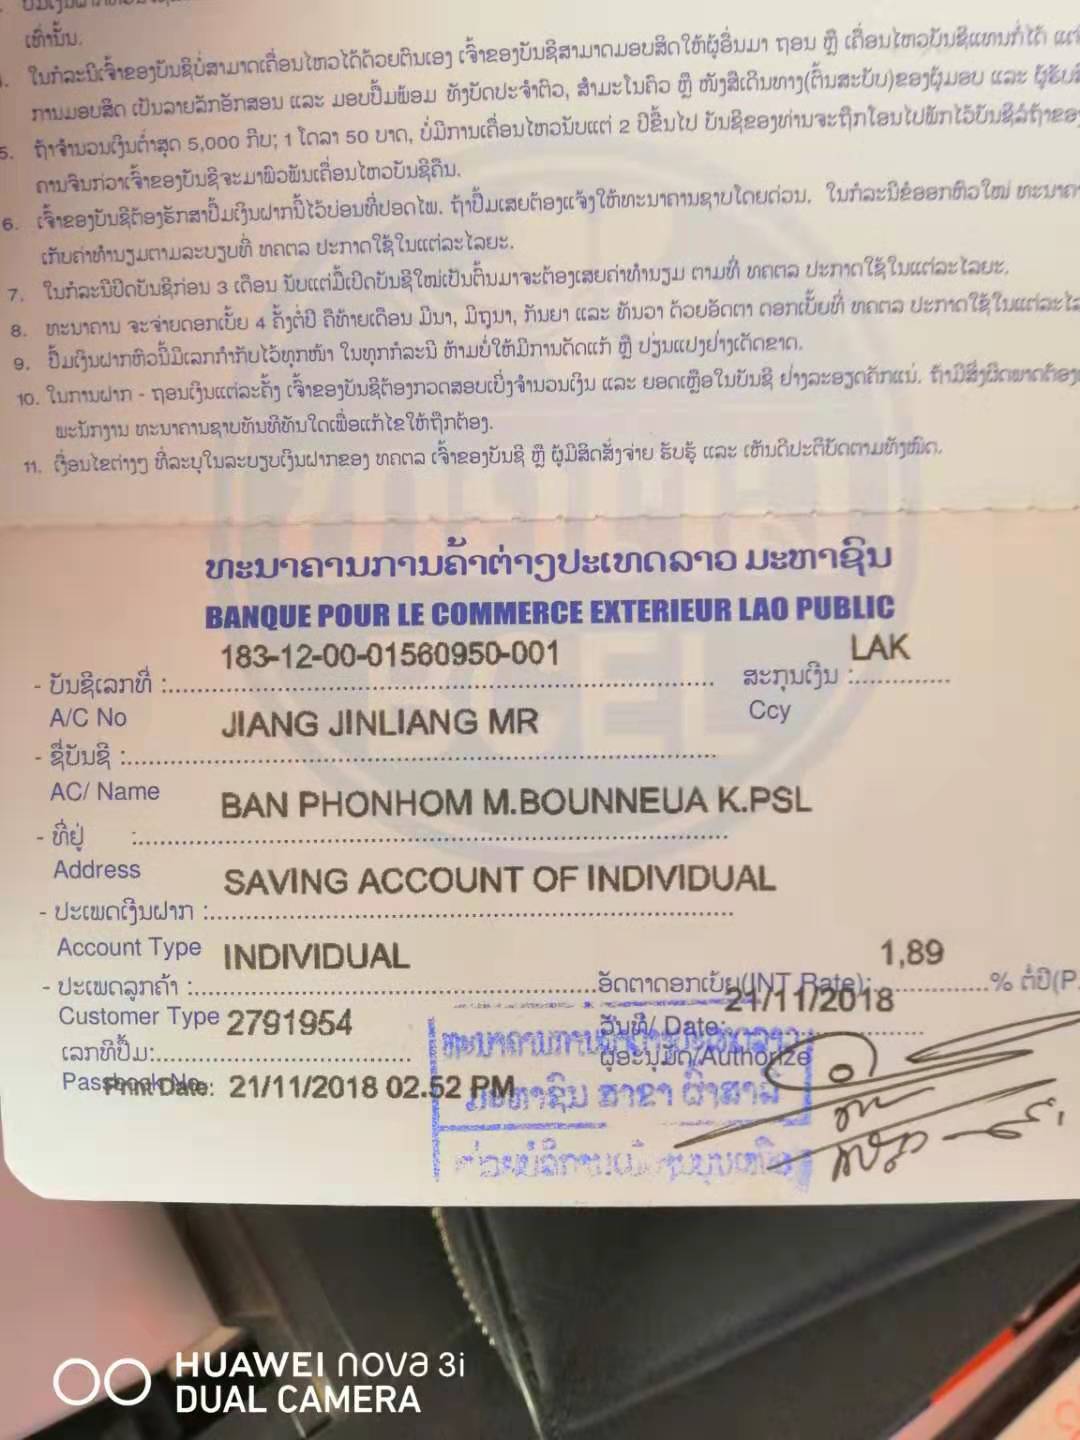 ເທົ່ານັ້ນ.
ໃນກໍລະນີເຈົ້າຂອງບັນຊີບໍ່ສາມາດເຄື່ອນໄຫວໄດ້ດ້ວຍຕົນເອງ ເຈົ້າຂອງບັນຊີສາມາດມອບສິດໃຫ້ຜູ້ອື່ນມາ ຖອນ ຫຼື ເຄື່ອນໄຫວບັນຊີແທນກໍ່ໄດ້ ແຕ່
ການມອບສິດ ເປັນລາຍລັກອັກສອນ ແລະ ມອບປຶ້ມພ້ອມ ທັງບັດປະຈຳຕົວ, ສຳມະໂນຄົວ ຫຼື ໜັງສືເດີນທາງ(ຕົ້ນສະບັບ)ຂອງຜູ້ມອບ ແລະ ຜູ້ຮັບ
5. ຖ້າຈຳນວນເງິນຕ່ຳສຸດ 5,000 ກີບ; 1 ໂດລາ 50 ບາດ, ບໍ່ມີການເຄື່ອນໄຫວນັບແຕ່ 2 ປີຂຶ້ນໄປ ບັນຊີຂອງທ່ານຈະຖືກໂອນໄປພັກໄວ້ບັນຊີລໍຖ້າຂອງ
ຄານຈົນກ່ວາເຈົ້າຂອງບັນຊີຈະມາພົວພັນເຄື່ອນໄຫວບັນຊີຄືນ.
6. ເຈົ້າຂອງບັນຊີຕ້ອງຮັກສາປຶ້ມເງິນຝາກນີ້ໄວ້ບ່ອນທີ່ປອດໄພ. ຖ້າປຶ້ມເສຍຕ້ອງແຈ້ງໃຫ້ທະນາຄານຊາບໂດຍດ່ວນ. ໃນກໍລະນີຂໍອອກຫົວໃໝ່ ທະນາຄາ
ເກັບຄ່າທຳນຽມຕາມລະບຽບທີ່ ທຄຕລ ປະກາດໃຊ້ໃນແຕ່ລະໄລຍະ.
7. ໃນກໍລະນີປິດບັນຊີກ່ອນ 3 ເດືອນ ນັບແຕ່ມື້ເປີດບັນຊີໃໝ່ເປັນຕົ້ນມາຈະຕ້ອງເສຍຄ່າທຳນຽມ ຕາມທີ່ ທຄຕລ ປະກາດໃຊ້ໃນແຕ່ລະໄລຍະ.
8. ທະນາຄານ ຈະຈ່າຍດອກເບ້ຍ 4 ຄັ້ງຕໍ່ປີ ຄືທ້າຍເດືອນ ມີນາ, ມິຖຸນາ, ກັນຍາ ແລະ ທັນວາ ດ້ວຍອັດຕາ ດອກເບ້ຍທີ່ ທຄຕລ ປະກາດໃຊ້ໃນແຕ່ລະໄລ
9. ປຶ້ມເງິນຝາກຫົວນີ້ມີເລກກຳກັບໄວ້ທຸກໜ້າ ໃນທຸກກໍລະນີ ຫ້າມບໍ່ໃຫ້ມີການດັດແກ້ ຫຼື ປ່ຽນແປງຢ່າງເດັດຂາດ.
10. ໃນການຝາກ - ຖອນເງິນແຕ່ລະຄັ້ງ ເຈົ້າຂອງບັນຊີຕ້ອງກວດສອບເບິ່ງຈຳນວນເງິນ ແລະ ຍອດເຫຼືອໃນບັນຊີ ຢ່າງລະອຽດຄັກແນ່. ຖ້າມີສິ່ງຜິດພາດຕ້ອງ
ພະນັກງານ ທະນາຄານຊາບທັນທີທັນໃດເພື່ອແກ້ໄຂໃຫ້ຖືກຕ້ອງ.
11. ເງື່ອນໄຂຕ່າງໆ ທີ່ລະບຸໃນລະບຽບເງິນຝາກຂອງ ທຄຕລ ເຈົ້າຂອງບັນຊີ ຫຼື ຜູ້ມີສິດສັ່ງຈ່າຍ ຮັບຮູ້ ແລະ ເຫັນດີປະຕິບັດຕາມທັງໝົດ.
ທະນາຄານການຄ້າຕ່າງປະເທດລາວ ມະຫາຊົນ
BANQUE POUR LE COMMERCE EXTERIEUR LAO PUBLIC
183-12-00-01560950-001 LAK
- ບັນຊີເລກທີ່ : ສະກຸນເງິນ :
A/C No JIANG JINLIANG MR Ccy
- ຊື່ບັນຊີ :
AC/ Name BAN PHONHOM M.BOUNNEUA K.PSL
- ທີ່ຢູ່ :
Address SAVING ACCOUNT OF INDIVIDUAL
- ປະເພດເງິນຝາກ :
Account Type INDIVIDUAL 1,89
- ປະເພດລູກຄ້າ : ອັດຕາດອກເບ້ຍ(INT Rate): % ຕໍ່ປີ(P.
Customer Type 2791954 21/11/2018
ເລກທີປຶ້ມ: ວັນທີ/ Date:
ຜູ້ອະນຸມັດ/Authorize
Passbook No. Print Date: 21/11/2018 02.52 PM
ທະນາຄານການຄ້າຕ່າງປະເທດລາວ
ມະຫາຊົນ ສາຂາ ຜົ້ງສາລີ
HUAWEI nova 3i
DUAL CAMERA